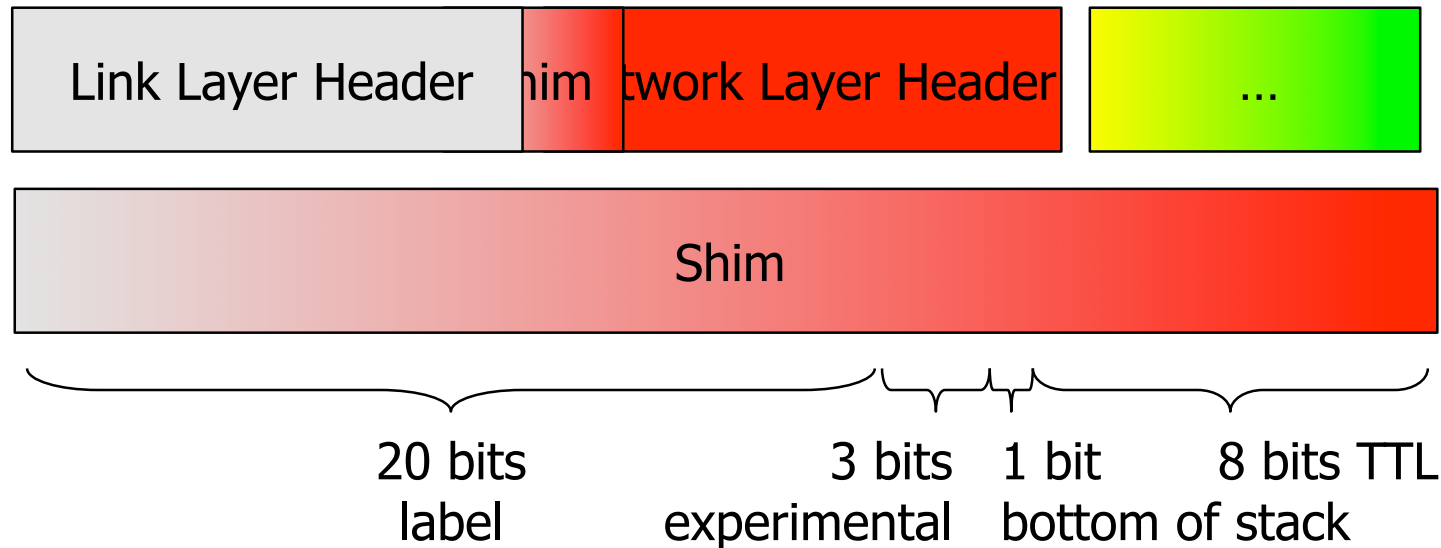 Link Layer Header him twork Layer Header ...
Shim
20 bits 3 bits 1 bit 8 bits TTL
label experimental bottom of stack